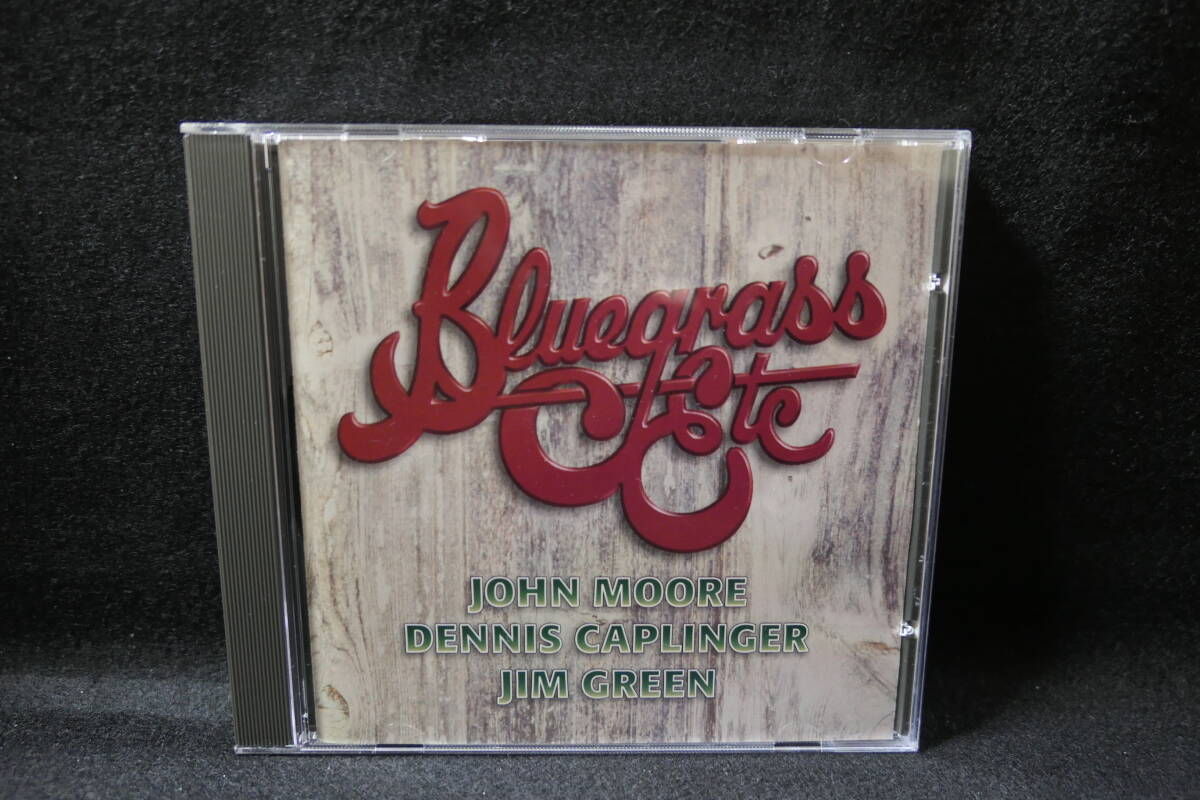 Bluegrass
Etc
JOHN MOORE
DENNIS CAPLINGER
JIM GREEN